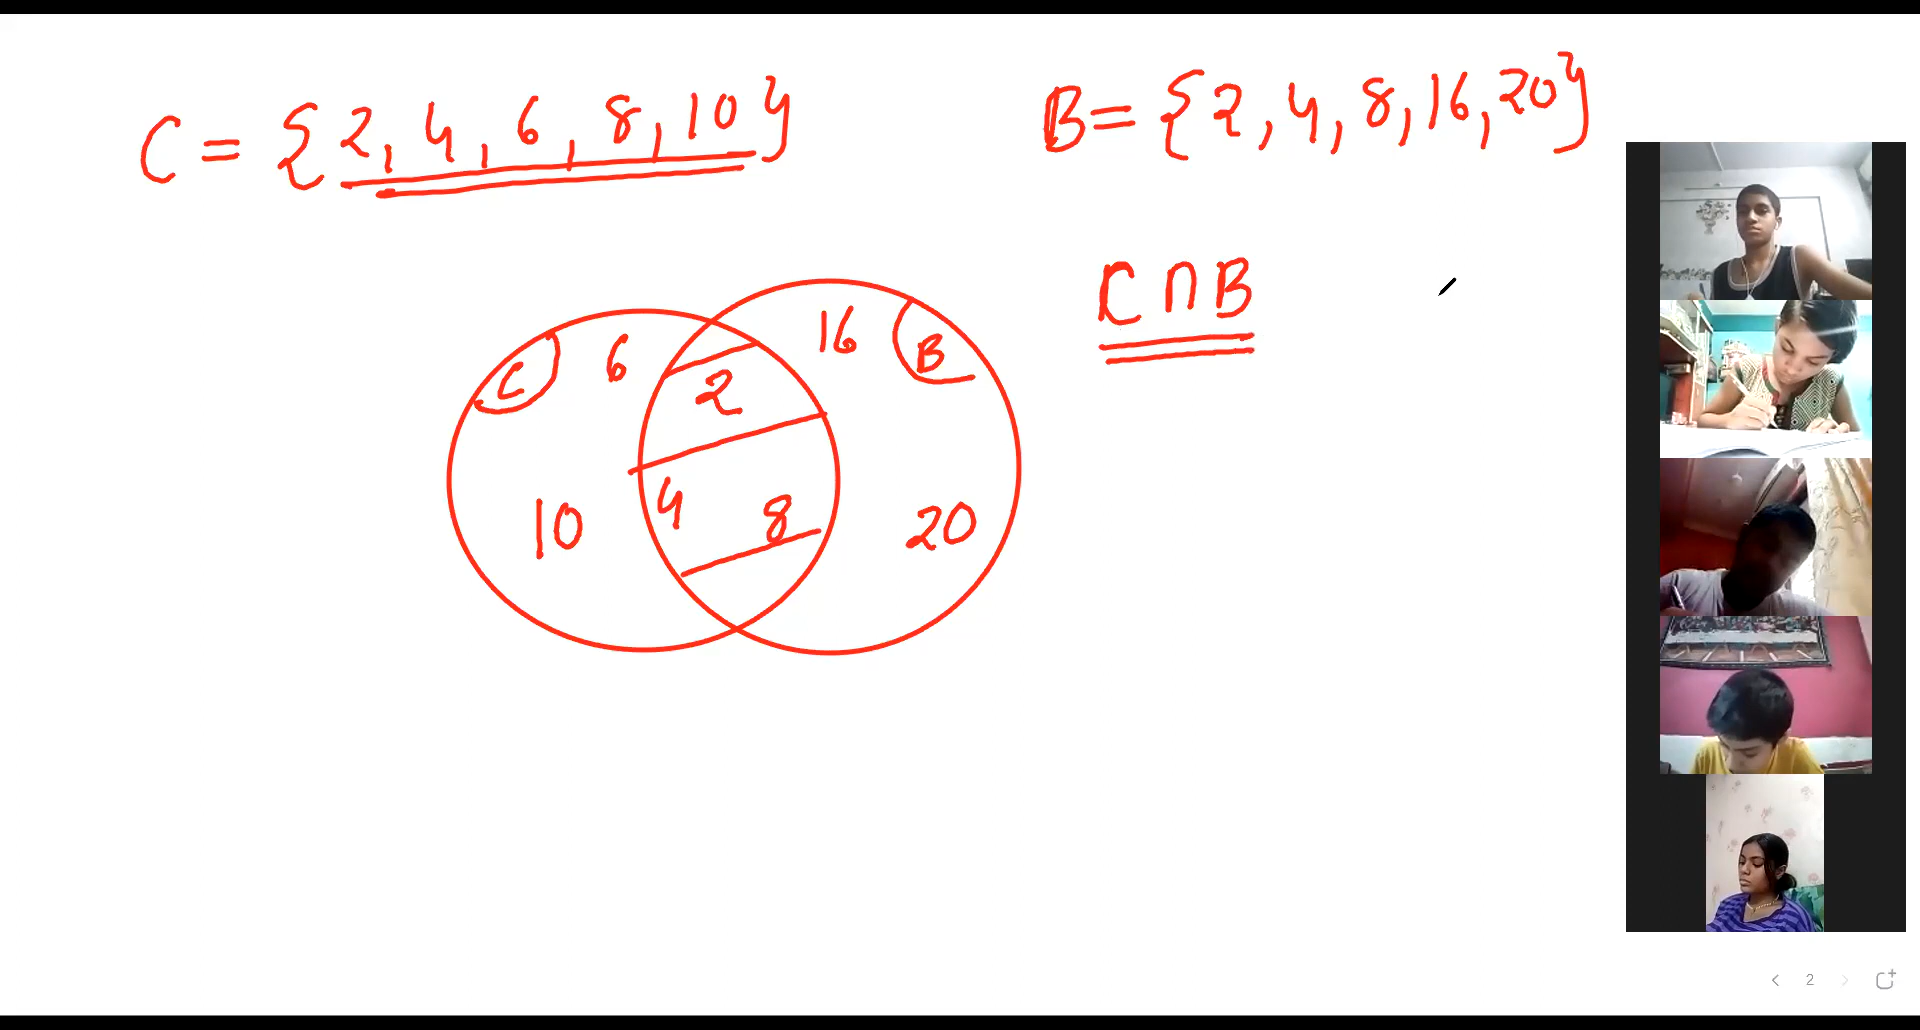 C = {2, 4, 6, 8, 10}
B = {2, 4, 8, 16, 20}
C ∩ B
C 6 2 16 B
10 4 8 20
2